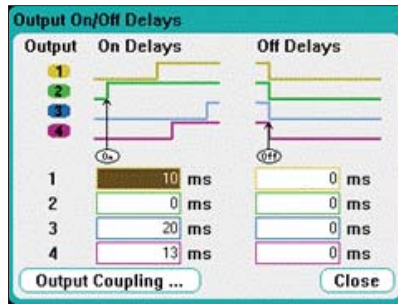 Output On/Off Delays
Output On Delays Off Delays
1
2
3
4
On Off
1 10 ms 0 ms
2 0 ms 0 ms
3 20 ms 0 ms
4 13 ms 0 ms
Output Coupling ... Close